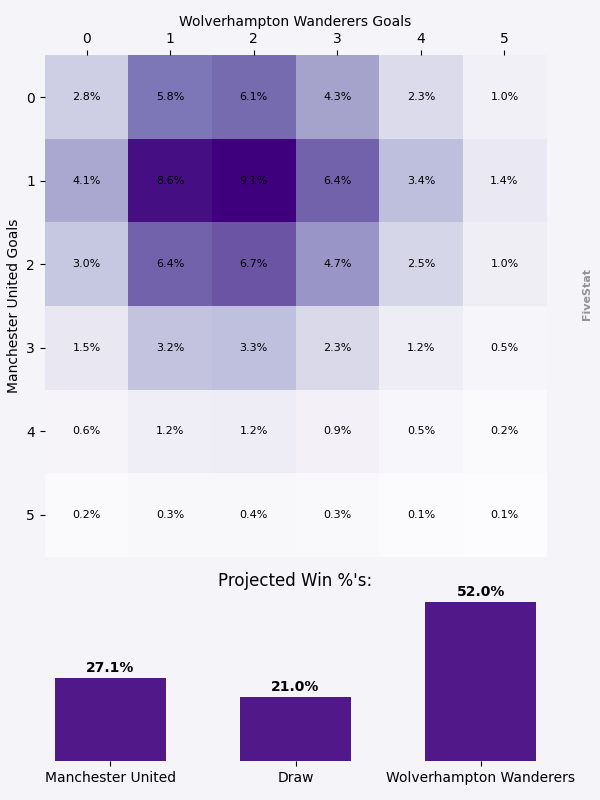 Wolverhampton Wanderers Goals
0 1 2 3 4 5
Manchester United Goals
0 2.8% 5.8% 6.1% 4.3% 2.3% 1.0%
1 4.1% 8.6% 9.1% 6.4% 3.4% 1.4%
2 3.0% 6.4% 6.7% 4.7% 2.5% 1.0%
3 1.5% 3.2% 3.3% 2.3% 1.2% 0.5%
4 0.6% 1.2% 1.2% 0.9% 0.5% 0.2%
5 0.2% 0.3% 0.4% 0.3% 0.1% 0.1%
FiveStat
Projected Win %'s:
27.1% 21.0% 52.0%
Manchester United Draw Wolverhampton Wanderers